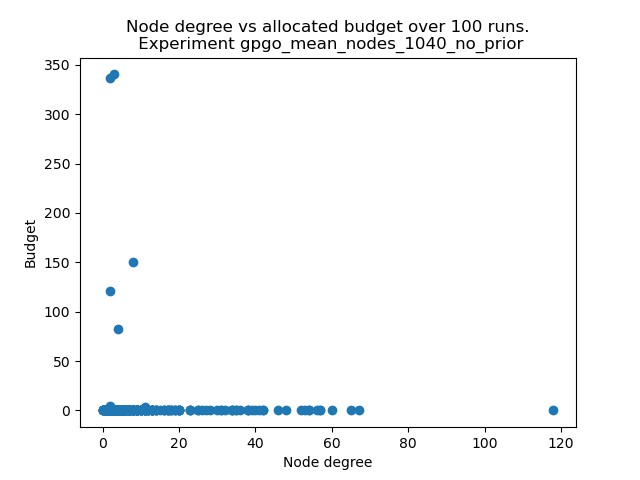 Node degree vs allocated budget over 100 runs.
Experiment gpgo_mean_nodes_1040_no_prior
350
300
250
200
150
100
50
0
Budget
0 20 40 60 80 100 120
Node degree